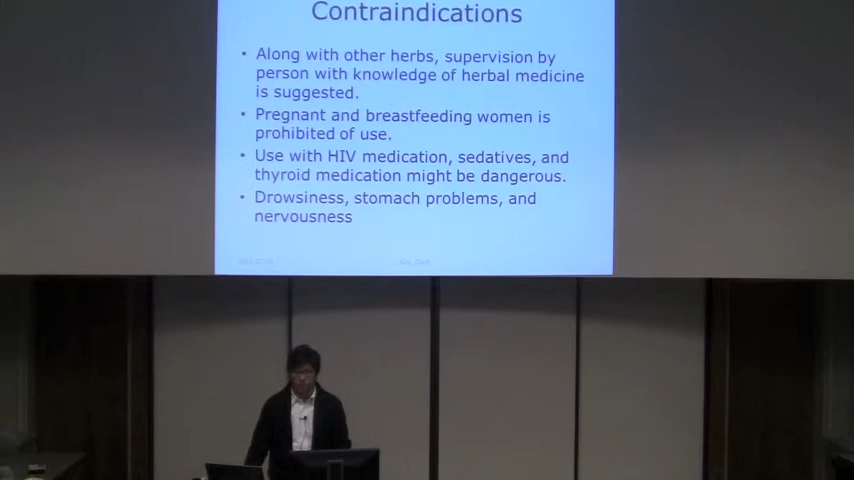 Contraindications
• Along with other herbs, supervision by
person with knowledge of herbal medicine
is suggested.
• Pregnant and breastfeeding women is
prohibited of use.
• Use with HIV medication, sedatives, and
thyroid medication might be dangerous.
• Drowsiness, stomach problems, and
nervousness